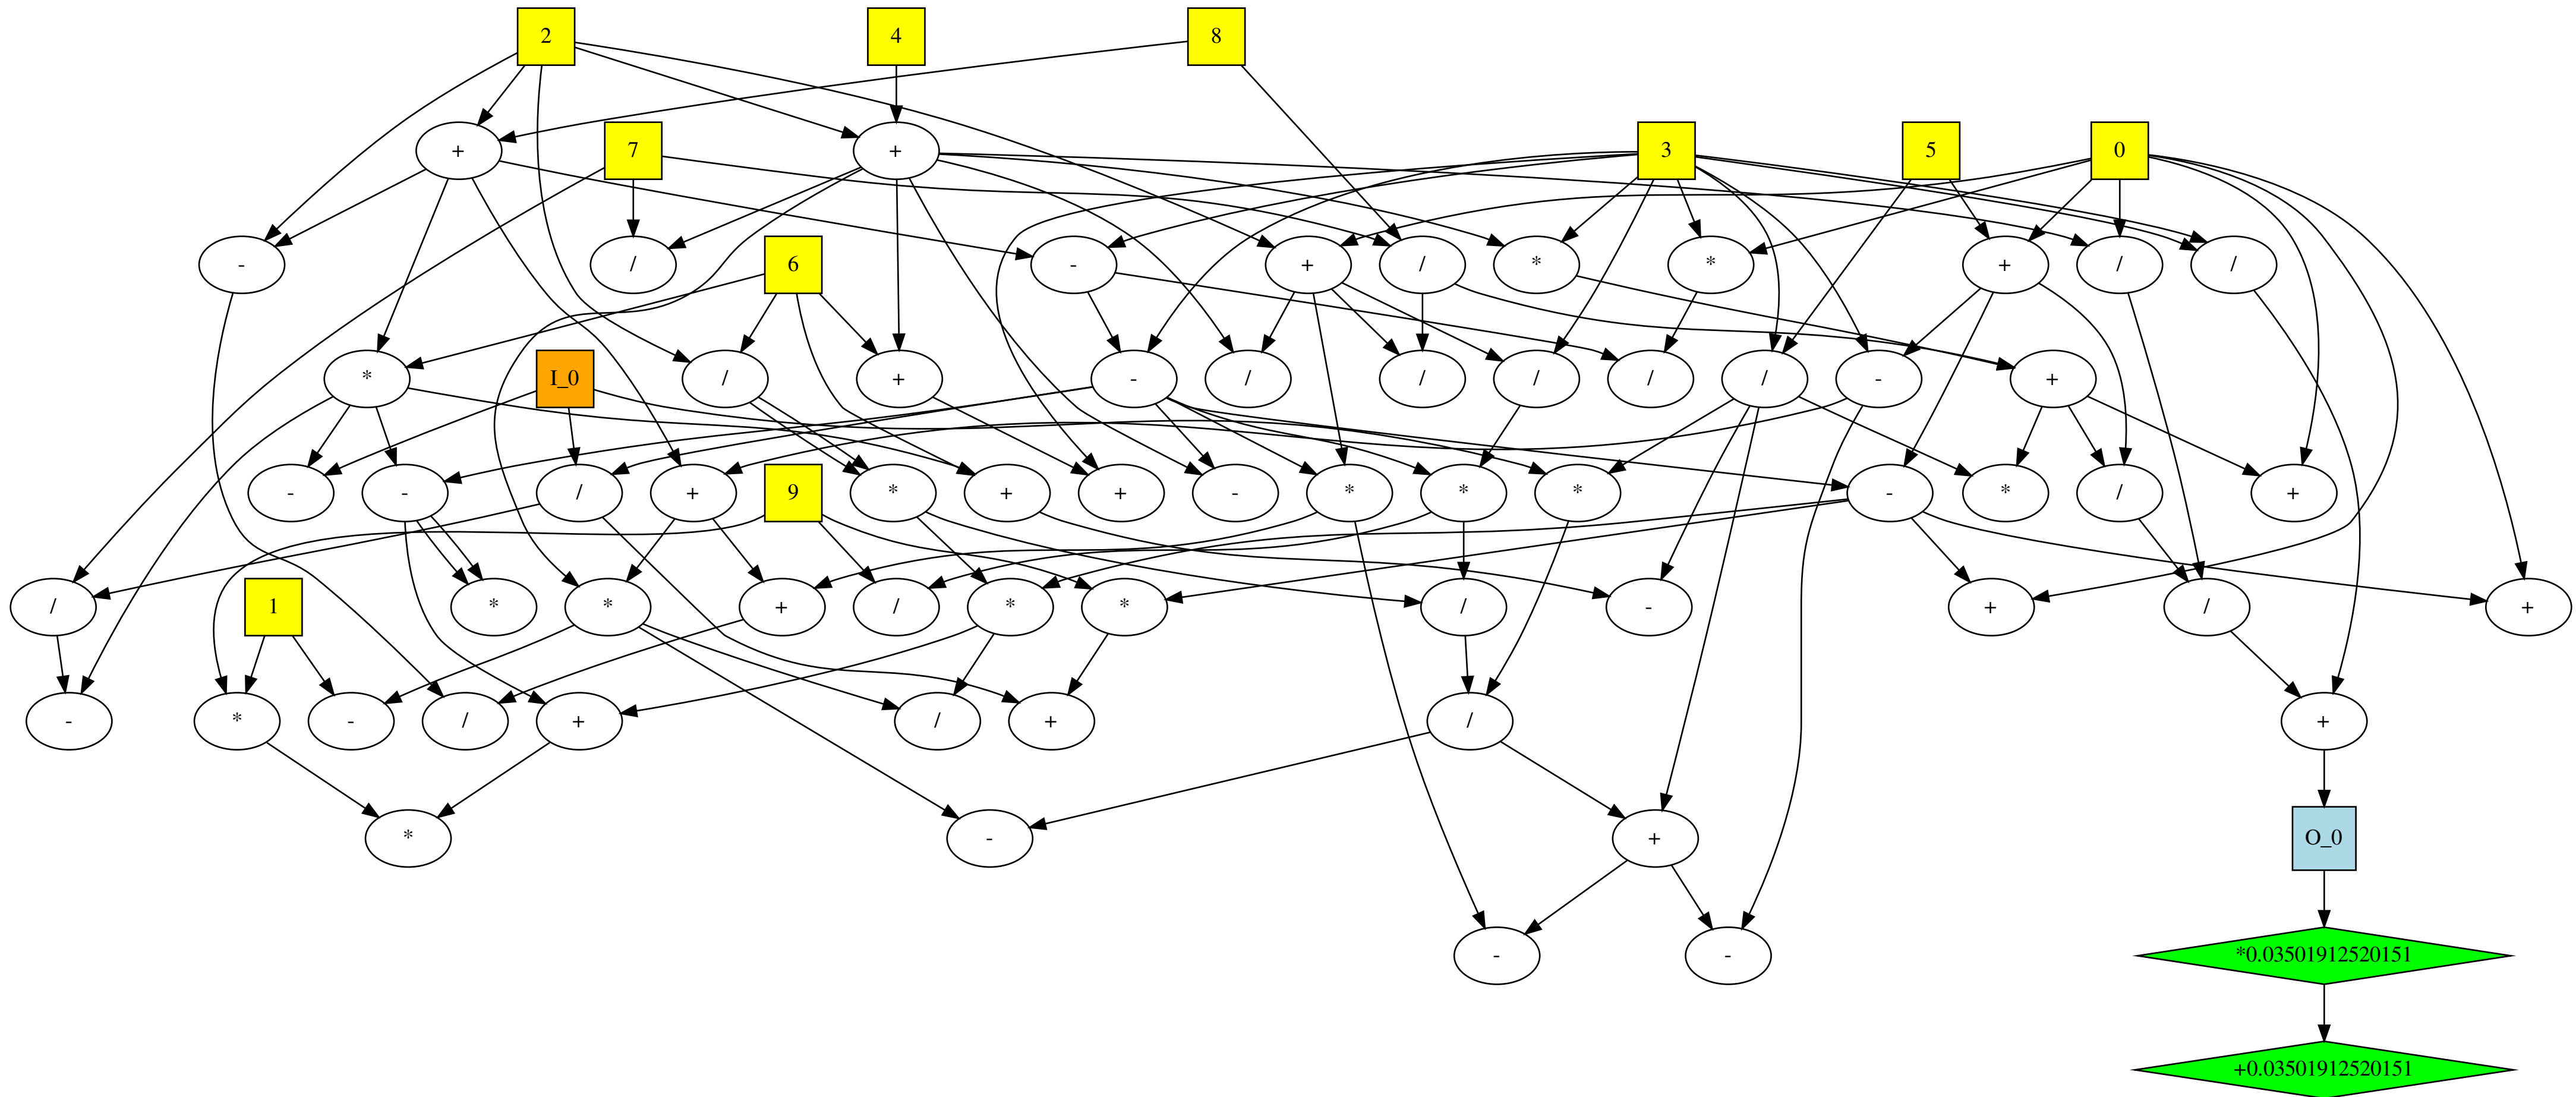 2 4 8
+ 7 + 3 5 0
- / 6 - + / * * + / /
* I_0 / + - / / / / / - +
- - / + 9 * + + - * * * - * / +
/ 1 * * + / * * / - + / +
- * - / + / + / +
* - + O_0
- - *0.03501912520151
+0.03501912520151